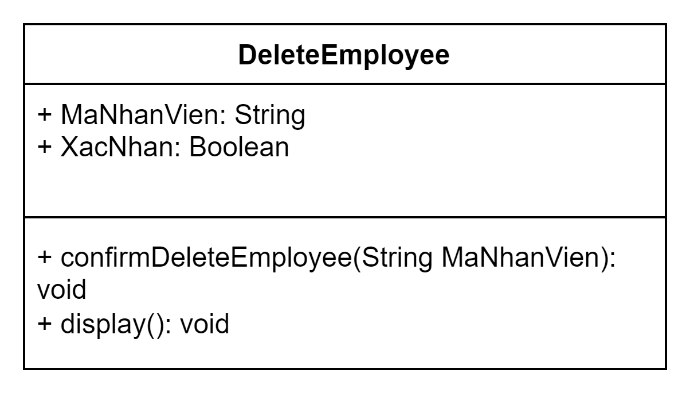 DeleteEmployee
+ MaNhanVien: String
+ XacNhan: Boolean
+ confirmDeleteEmployee(String MaNhanVien):
void
+ display(): void